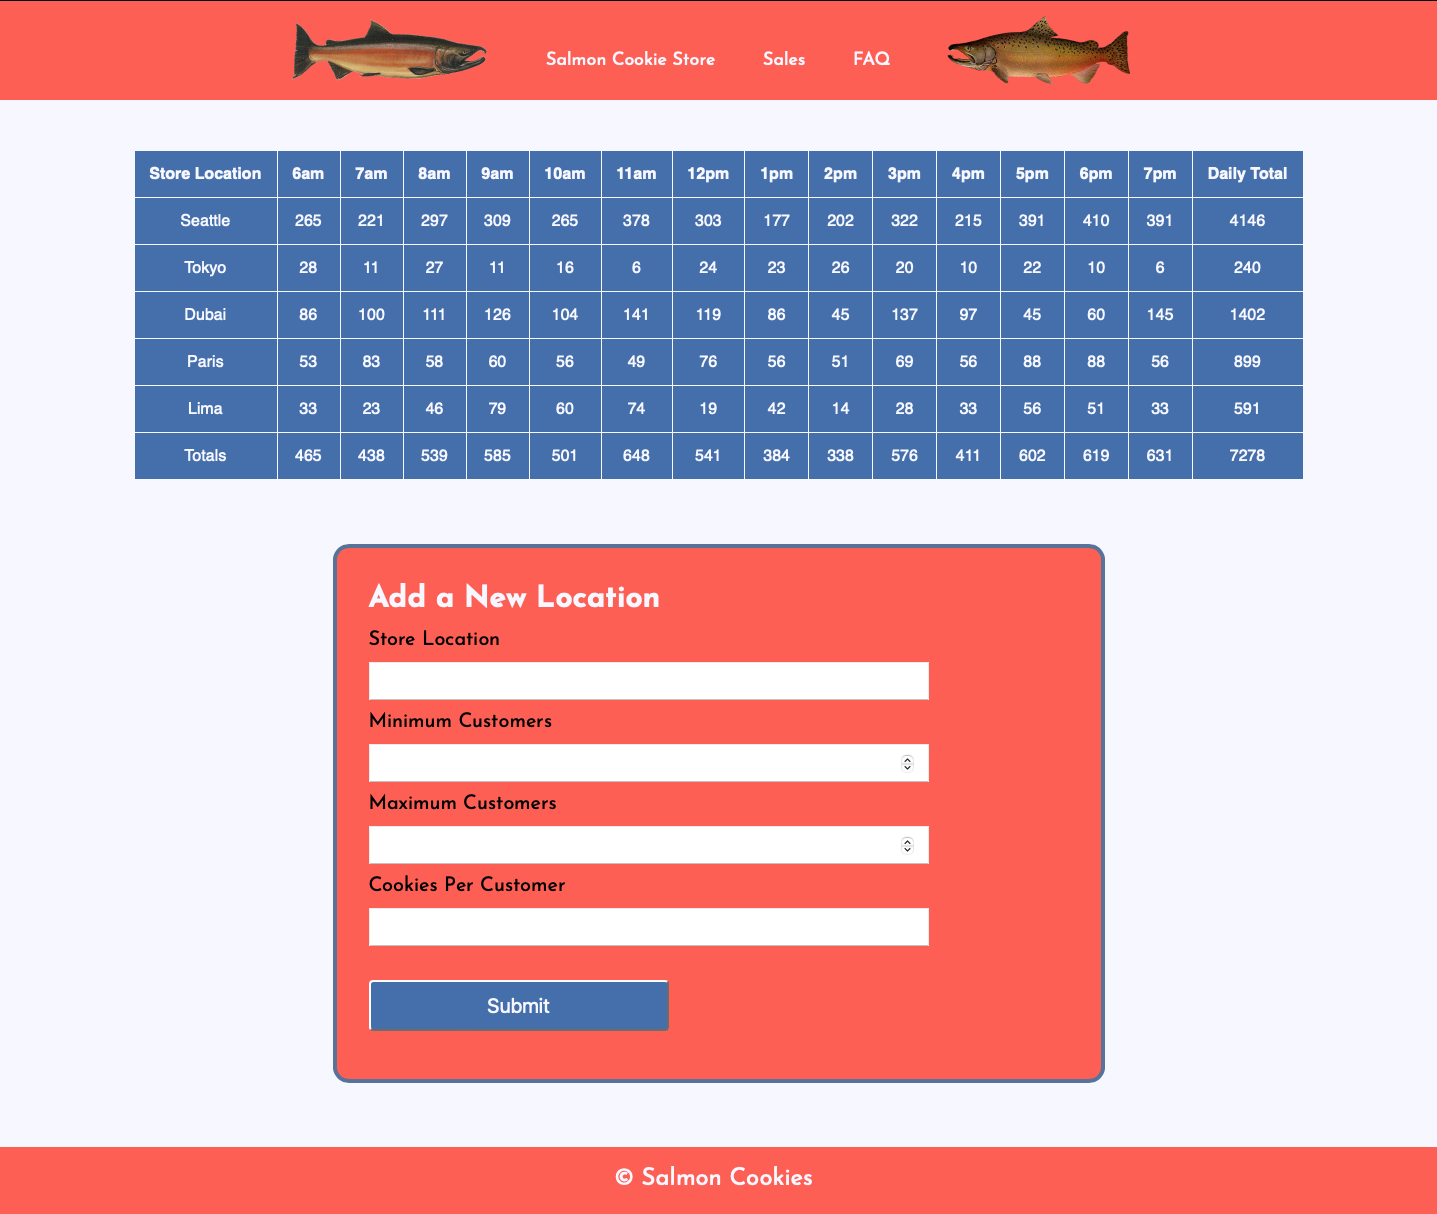 Salmon Cookie Store Sales FAQ
Store Location 6am 7am 8am 9am 10am 11am 12pm 1pm 2pm 3pm 4pm 5pm 6pm 7pm Daily Total
Seattle 265 221 297 309 265 378 303 177 202 322 215 391 410 391 4146
Tokyo 28 11 27 11 16 6 24 23 26 20 10 22 10 6 240
Dubai 86 100 111 126 104 141 119 86 45 137 97 45 60 145 1402
Paris 53 83 58 60 56 49 76 56 51 69 56 88 88 56 899
Lima 33 23 46 79 60 74 19 42 14 28 33 56 51 33 591
Totals 465 438 539 585 501 648 541 384 338 576 411 602 619 631 7278
Add a New Location
Store Location
Minimum Customers
Maximum Customers
Cookies Per Customer
Submit
© Salmon Cookies